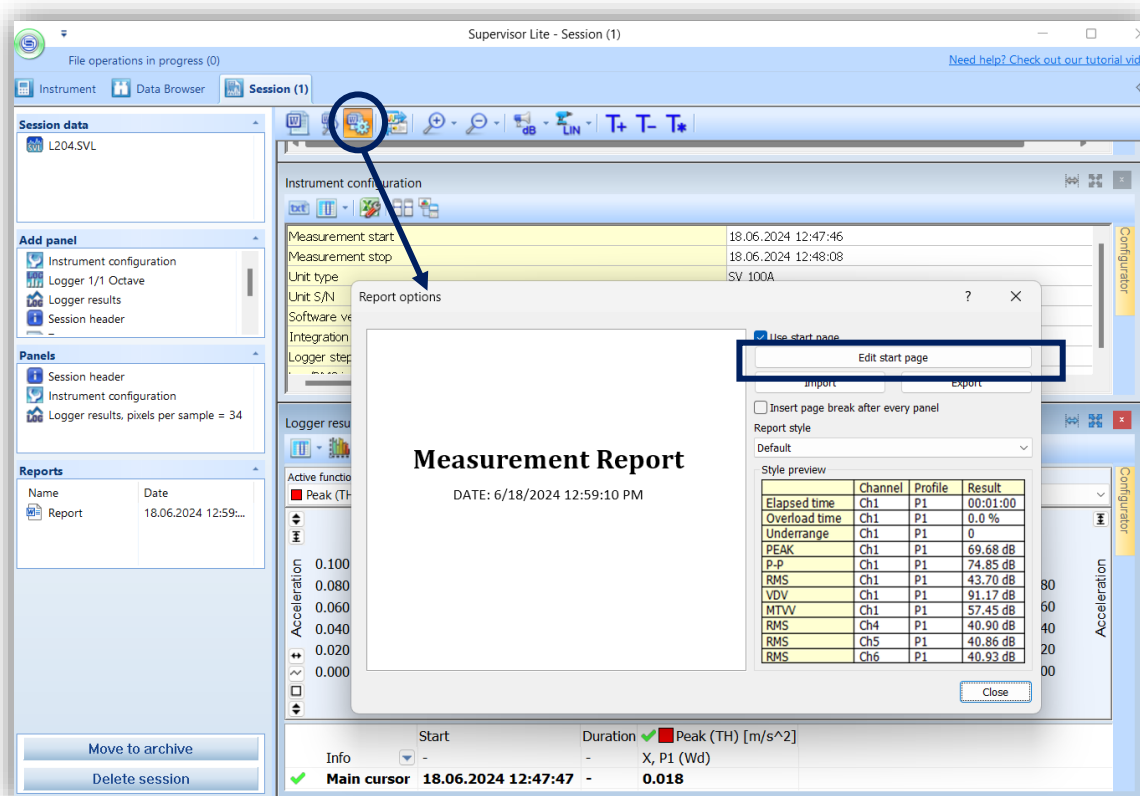 Supervisor Lite - Session (1)
File operations in progress (0)
Need help? Check out our tutorial vid
Instrument
Data Browser
Session (1)
Session data
L204.SVL
Add panel
Instrument configuration
Logger 1/1 Octave
Logger results
Session header
Panels
Session header
Instrument configuration
Logger results, pixels per sample = 34
Reports
Name Date
Report 18.06.2024 12:59:...
Move to archive
Delete session
dB
LIN
T+ T- T*
Instrument configuration
txt
Measurement start 18.06.2024 12:47:46
Measurement stop 18.06.2024 12:48:08
Unit type SV 100A
Unit S/N
Software ve
Integration
Logger step
Configurator
Report options
? X
Measurement Report
DATE: 6/18/2024 12:59:10 PM
Use start page
Edit start page
Import Export
Insert page break after every panel
Report style
Default
Style preview
Channel Profile Result
Elapsed time Ch1 P1 00:01:00
Overload time Ch1 P1 0.0 %
Underrange Ch1 P1 0
PEAK Ch1 P1 69.68 dB
P-P Ch1 P1 74.85 dB
RMS Ch1 P1 43.70 dB
VDV Ch1 P1 91.17 dB
MTVV Ch1 P1 57.45 dB
RMS Ch4 P1 40.90 dB
RMS Ch5 P1 40.86 dB
RMS Ch6 P1 40.93 dB
Close
Logger resu
Active functio
Peak (TH
Acceleration
0.100
0.080
0.060
0.040
0.020
0.000
80
60
40
20
00
Acceleration
Configurator
Start Duration Peak (TH) [m/s^2]
Info - - X, P1 (Wd)
Main cursor 18.06.2024 12:47:47 - 0.018